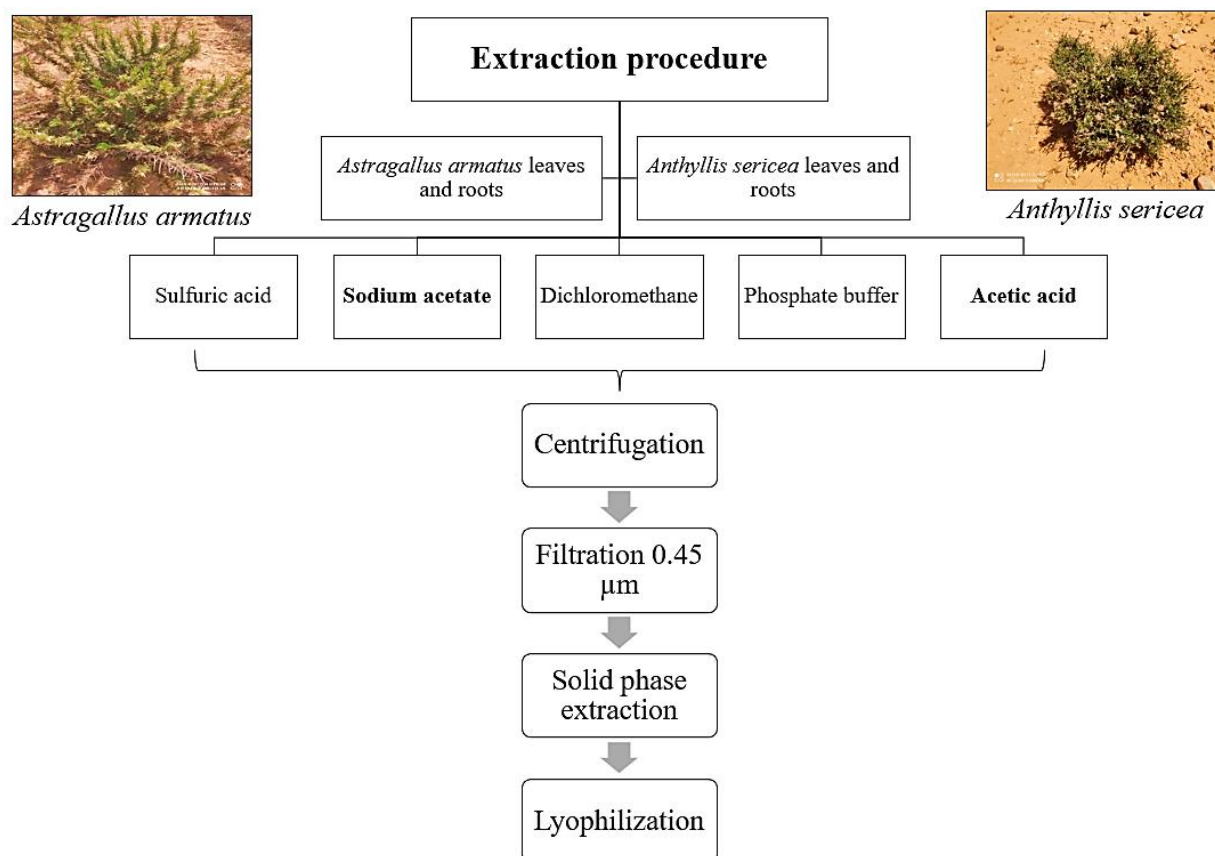 Extraction procedure
Astragallus armatus leaves
and roots
Anthyllis sericea leaves and
roots
Astragallus armatus
Anthyllis sericea
Sulfuric acid
Sodium acetate
Dichloromethane
Phosphate buffer
Acetic acid
Centrifugation
Filtration 0.45
µm
Solid phase
extraction
Lyophilization